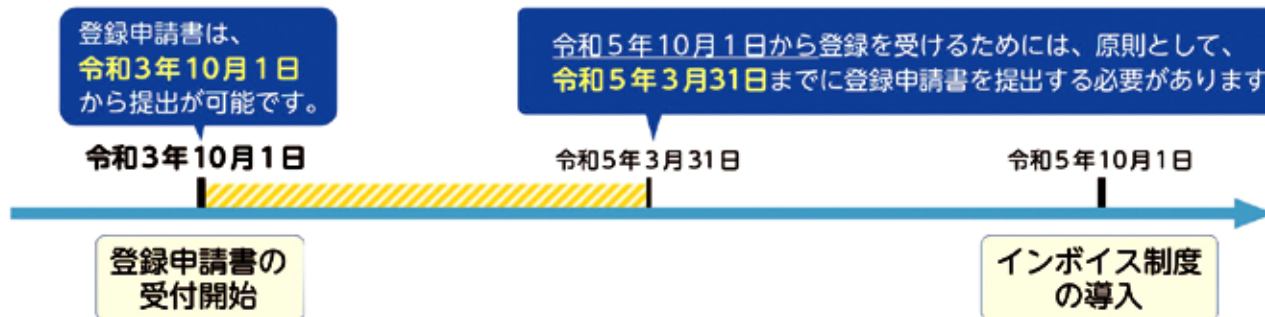 登録申請書は、
令和3年10月1日
から提出が可能です。
令和5年10月1日から登録を受けるためには、原則として、
令和5年3月31日までに登録申請書を提出する必要があります
令和3年10月1日
令和5年3月31日
令和5年10月1日
登録申請書の
受付開始
インボイス制度
の導入